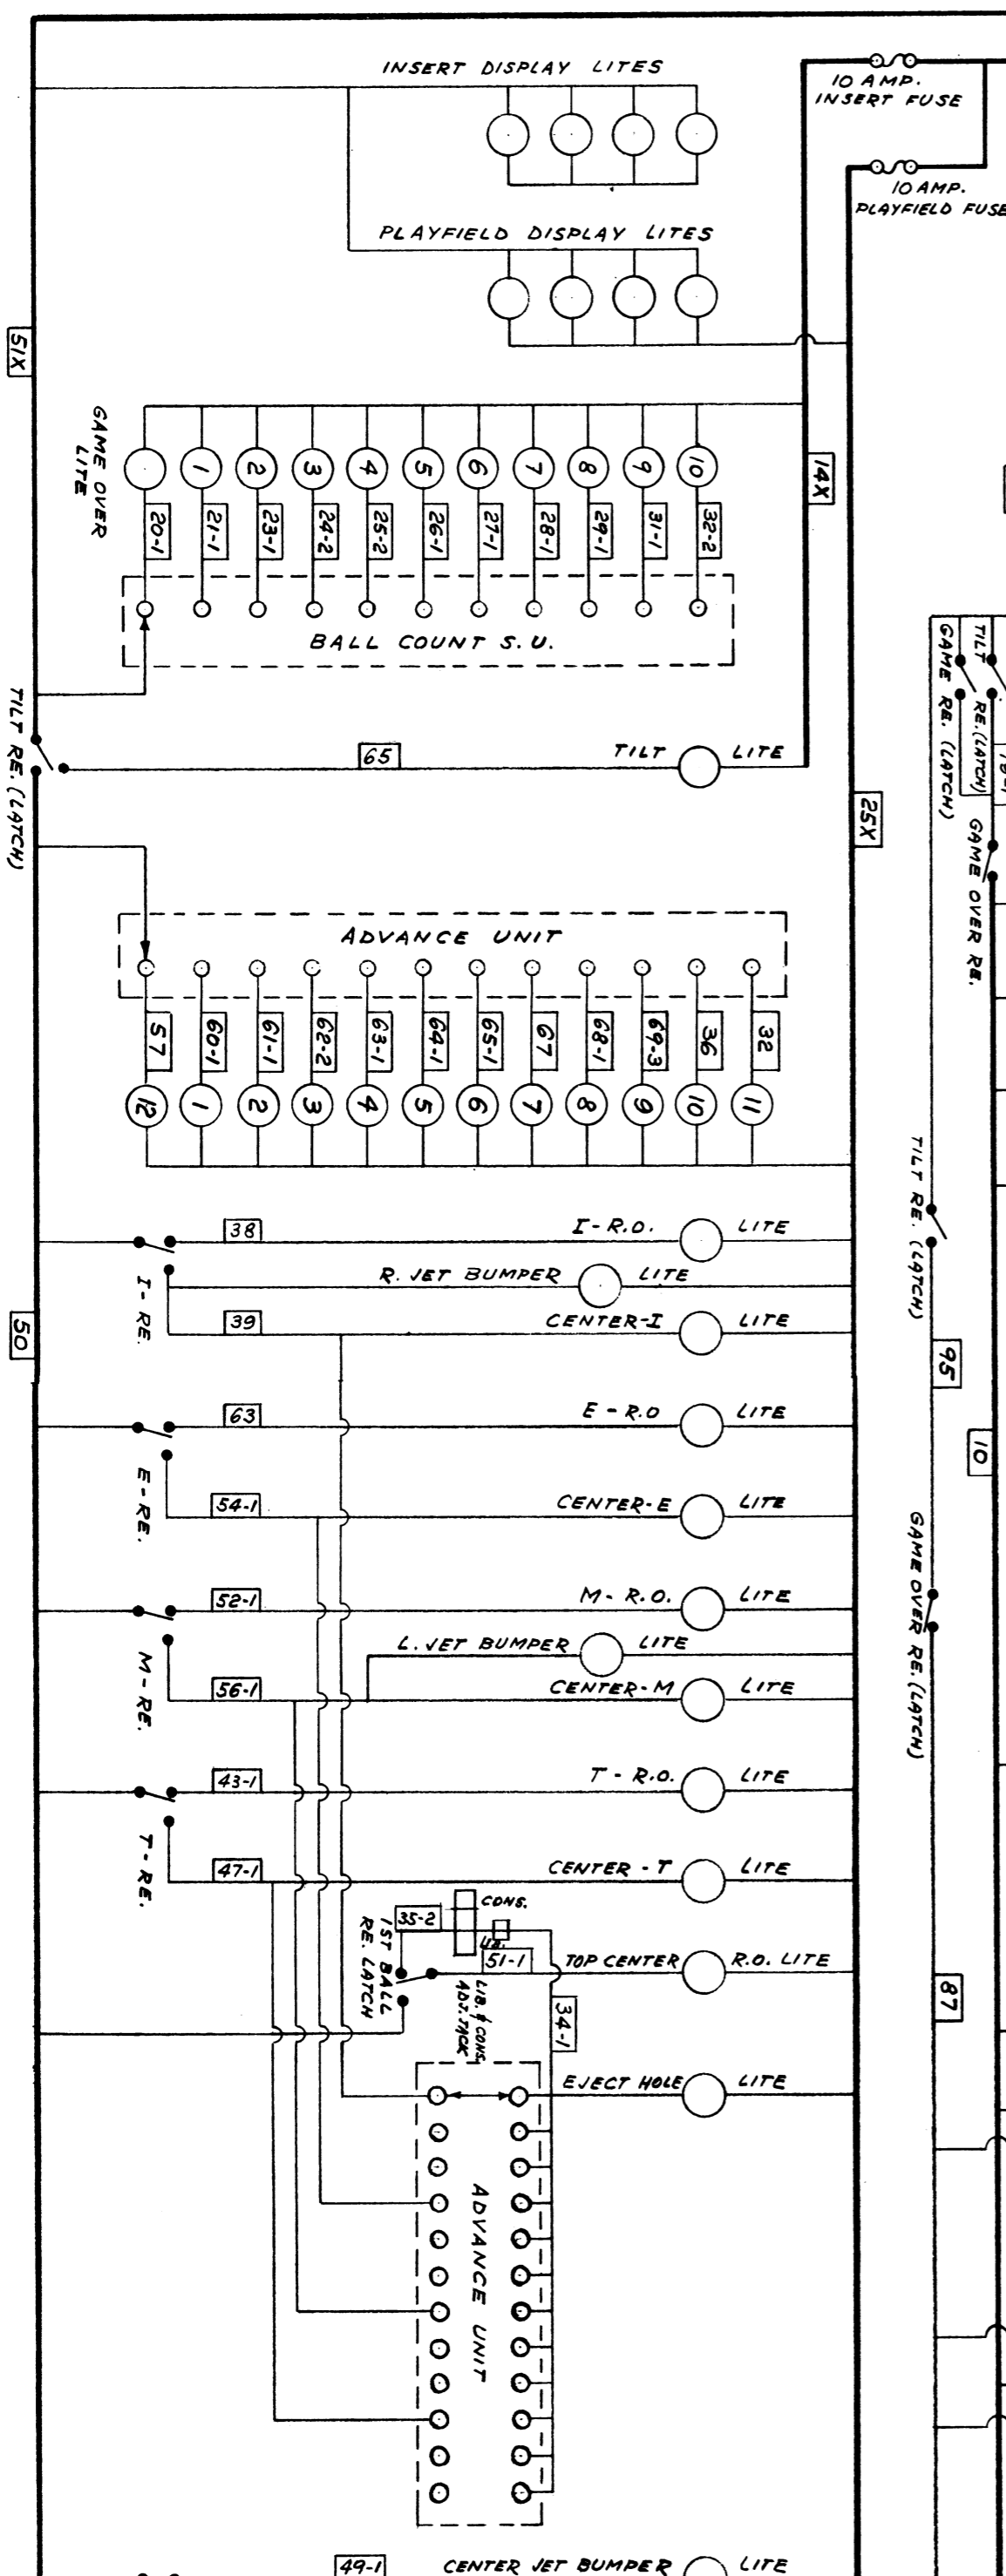 INSERT DISPLAY LITES
10 AMP.
INSERT FUSE
10 AMP.
PLAYFIELD FUSE
PLAYFIELD DISPLAY LITES
51X
GAME OVER
LITE
1 2 3 4 5 6 7 8 9 10
14X
20-1 21-1 23-1 24-2 25-2 26-1 27-1 28-1 29-1 31-1 32-2
BALL COUNT S.U.
TILT RE. (LATCH)
65
TILT LITE
TILT RE. (LATCH)
GAME RE. (LATCH)
25X
GAME OVER RE.
ADVANCE UNIT
57 60-1 61-1 62-2 63-1 64-1 65-1 67 68-1 69-3 36 32
12 1 2 3 4 5 6 7 8 9 10 11
TILT RE. (LATCH)
38
I-R.O. LITE
R. JET BUMPER LITE
I-RE.
39
CENTER-I LITE
50
95
10
63
E-R.O LITE
E-RE.
54-1
CENTER-E LITE
GAME OVER RE. (LATCH)
52-1
M-R.O. LITE
L. JET BUMPER LITE
M-RE.
56-1
CENTER-M LITE
43-1
T-R.O. LITE
T-RE.
47-1
CENTER-T LITE
CONS.
35-2
1ST BALL
RE. LATCH
51-1
TOP CENTER R.O. LITE
LIB. & CONS.
ADJ. JACK
34-1
87
EJECT HOLE LITE
ADVANCE UNIT
49-1
CENTER JET BUMPER LITE